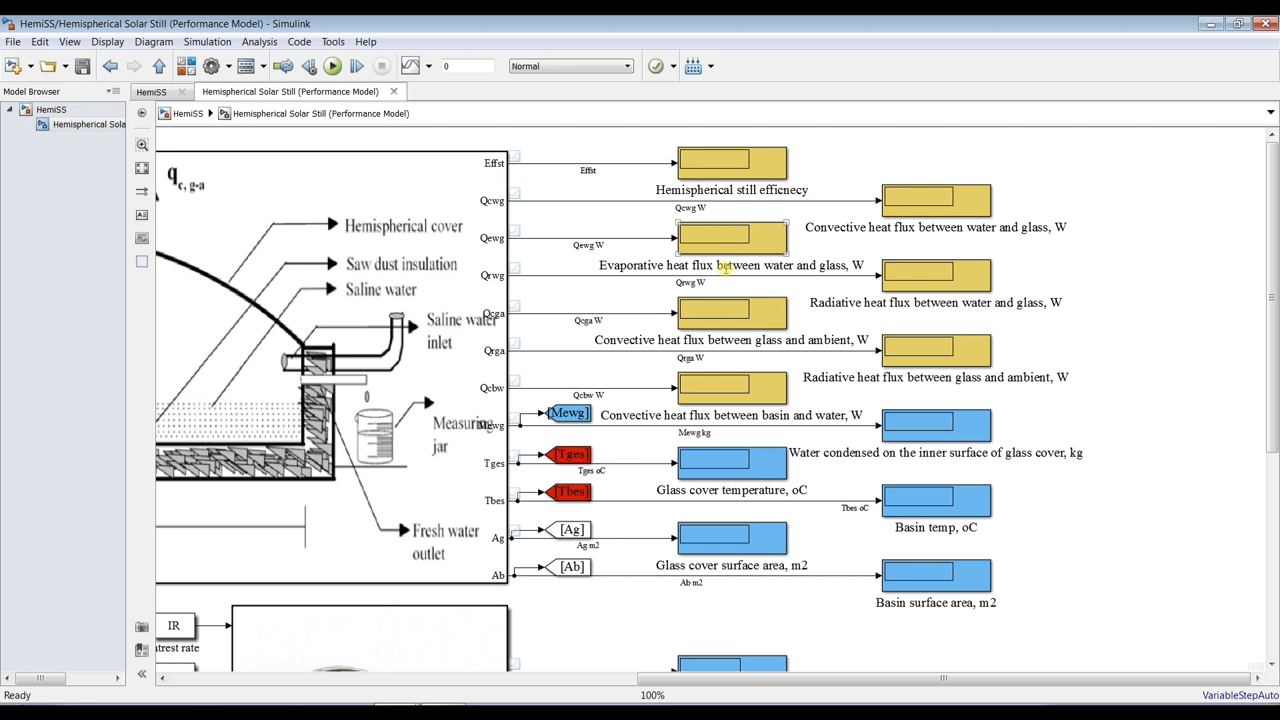 HemiSS/Hemispherical Solar Still (Performance Model) - Simulink
File Edit View Display Diagram Simulation Analysis Code Tools Help
0
Normal
Model Browser
HemiSS
Hemispherical Solar Still (Performance Model)
HemiSS
Hemispherical Sola
HemiSS
Hemispherical Solar Still (Performance Model)
q c, g-a
Hemispherical cover
Saw dust insulation
Saline water
Saline water
inlet
Measuring
jar
Fresh water
outlet
Effst
Effst
Hemispherical still efficnecy
Qcwg
Qcwg W
Convective heat flux between water and glass, W
Qewg
Qewg W
Evaporative heat flux between water and glass, W
Qrwg
Qrwg W
Radiative heat flux between water and glass, W
Qcga
Qcga W
Convective heat flux between glass and ambient, W
Qrga
Qrga W
Radiative heat flux between glass and ambient, W
Qcbw
Qcbw W
Convective heat flux between basin and water, W
[Mewg]
Mewg
Mewg kg
Water condensed on the inner surface of glass cover, kg
[Tges]
Tges
Tges oC
Glass cover temperature, oC
[Tbes]
Tbes
Tbes oC
Basin temp, oC
[Ag]
Ag
Ag m2
Glass cover surface area, m2
[Ab]
Ab
Ab m2
Basin surface area, m2
IR
ntrest rate
Ready
100%
VariableStepAuto